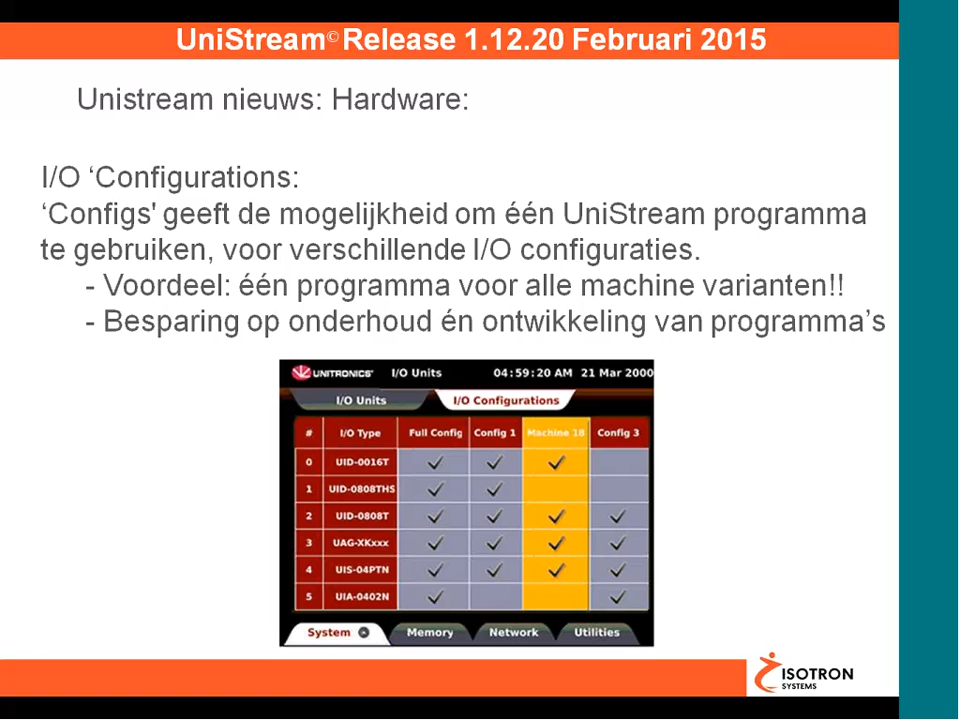 UniStream© Release 1.12.20 Februari 2015
Unistream nieuws: Hardware:
I/O ‘Configurations:
‘Configs' geeft de mogelijkheid om één UniStream programma
te gebruiken, voor verschillende I/O configuraties.
- Voordeel: één programma voor alle machine varianten!!
- Besparing op onderhoud én ontwikkeling van programma’s
UNITRONICS I/O Units 04:59:20 AM 21 Mar 2000
I/O Units I/O Configurations
# I/O Type Full Config Config 1 Machine 18 Config 3
0 UID-0016T ✓ ✓ ✓
1 UID-0808THS ✓ ✓
2 UID-0808T ✓ ✓ ✓ ✓
3 UAG-XKxxx ✓ ✓ ✓ ✓
4 UIS-04PTN ✓ ✓ ✓ ✓
5 UIA-0402N ✓ ✓
System Memory Network Utilities
ISOTRON
SYSTEMS